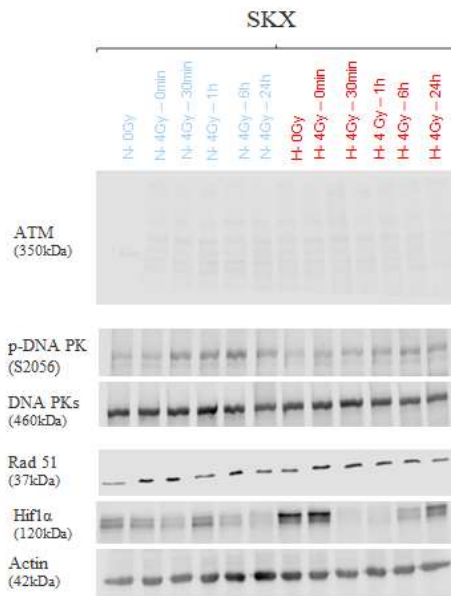 SKX
N- 0Gy
N- 4Gy – 0min
N- 4Gy – 30min
N- 4Gy – 1h
N- 4Gy – 6h
N- 4Gy – 24h
H- 0Gy
H- 4Gy – 0min
H- 4Gy – 30min
H- 4 Gy – 1h
H- 4Gy – 6h
H- 4Gy – 24h
ATM
(350kDa)
p-DNA PK
(S2056)
DNA PKs
(460kDa)
Rad 51
(37kDa)
Hif1α
(120kDa)
Actin
(42kDa)